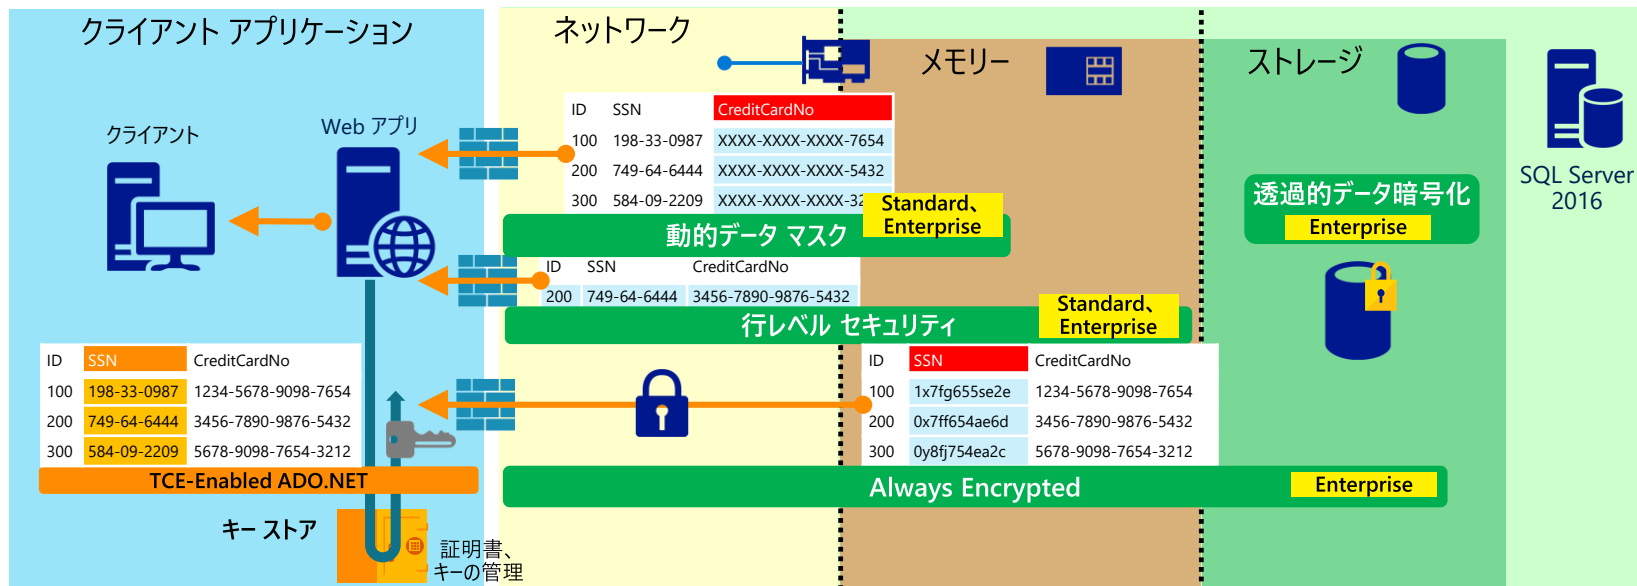 クライアント アプリケーション
ネットワーク
メモリー
ストレージ
クライアント
Web アプリ
ID SSN CreditCardNo
100 198-33-0987 XXXX-XXXX-XXXX-7654
200 749-64-6444 XXXX-XXXX-XXXX-5432
300 584-09-2209 XXXX-XXXX-XXXX-32
Standard、
Enterprise
動的データ マスク
透過的データ暗号化
Enterprise
SQL Server
2016
ID SSN CreditCardNo
200 749-64-6444 3456-7890-9876-5432
Standard、
Enterprise
行レベル セキュリティ
ID SSN CreditCardNo
100 198-33-0987 1234-5678-9098-7654
200 749-64-6444 3456-7890-9876-5432
300 584-09-2209 5678-9098-7654-3212
TCE-Enabled ADO.NET
ID SSN CreditCardNo
100 1x7fg655se2e 1234-5678-9098-7654
200 0x7ff654ae6d 3456-7890-9876-5432
300 0y8fj754ea2c 5678-9098-7654-3212
Always Encrypted
Enterprise
キー ストア
証明書、
キーの管理